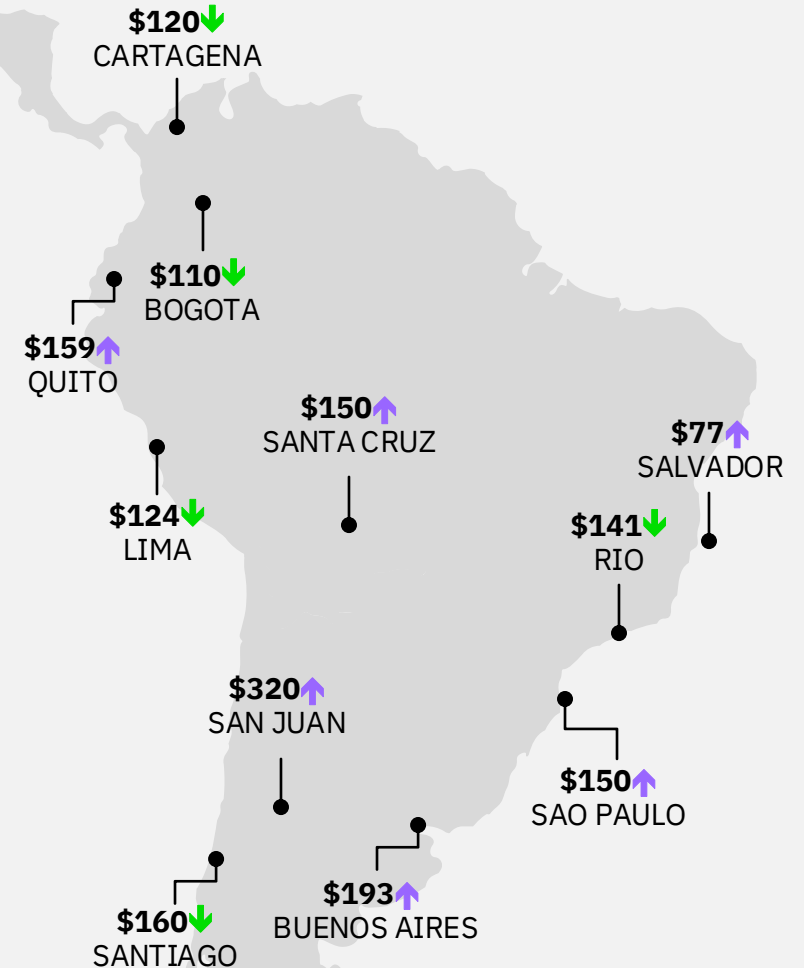 $120
CARTAGENA
$110
BOGOTA
$159
QUITO
$150
SANTA CRUZ
$77
SALVADOR
$124
LIMA
$141
RIO
$320
SAN JUAN
$150
SAO PAULO
$193
BUENOS AIRES
$160
SANTIAGO